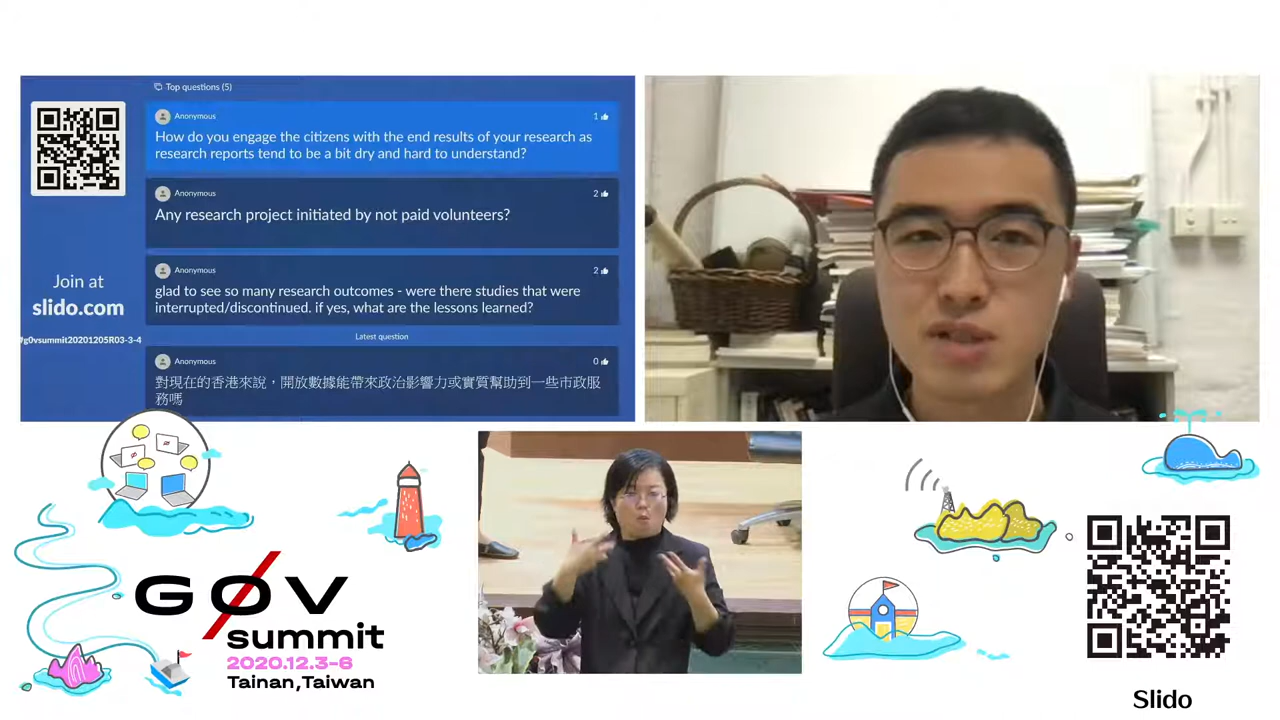 Top questions (5)
Anonymous
1
How do you engage the citizens with the end results of your research as
research reports tend to be a bit dry and hard to understand?
Anonymous
2
Any research project initiated by not paid volunteers?
Anonymous
2
glad to see so many research outcomes - were there studies that were
interrupted/discontinued. if yes, what are the lessons learned?
Latest question
Anonymous
0
對現在的香港來說，開放數據能帶來政治影響力或實質幫助到一些市政服
務嗎
Join at
slido.com
#g0vsummit20201205R03-3-4
GØV
summit
2020.12.3-6
Tainan,Taiwan
Slido